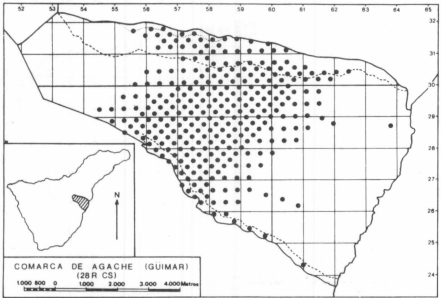 52 53 54 55 56 57 58 59 60 61 62 63 64 65
32
31
30
29
28
27
26
25
24
N
COMARCA DE AGACHE (GUIMAR)
(28R CS)
1.000 500 0 1.000 2.000 3.000 4.000 Metres